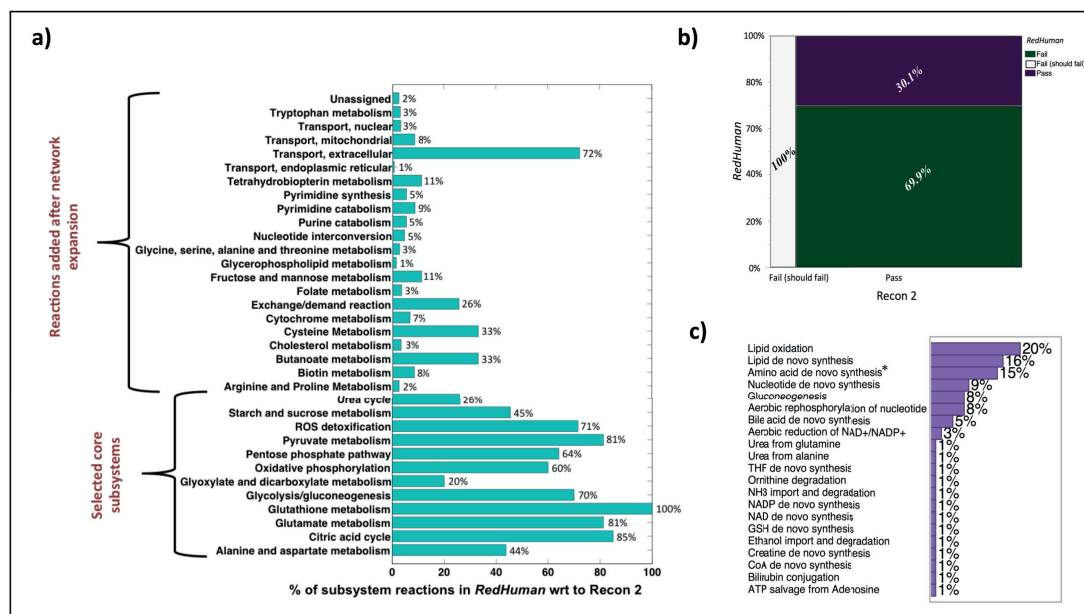 a)
Reactions added after network
expansion
Selected core
subsystems
Unassigned 2%
Tryptophan metabolism 3%
Transport, nuclear 3%
Transport, mitochondrial 8%
Transport, extracellular 72%
Transport, endoplasmic reticular 1%
Tetrahydrobiopterin metabolism 11%
Pyrimidine synthesis 5%
Pyrimidine catabolism 9%
Purine catabolism 5%
Nucleotide interconversion 5%
Glycine, serine, alanine and threonine metabolism 3%
Glycerophospholipid metabolism 1%
Fructose and mannose metabolism 11%
Folate metabolism 3%
Exchange/demand reaction 26%
Cytochrome metabolism 7%
Cysteine Metabolism 33%
Cholesterol metabolism 3%
Butanoate metabolism 33%
Biotin metabolism 8%
Arginine and Proline Metabolism 2%
Urea cycle 26%
Starch and sucrose metabolism 45%
ROS detoxification 71%
Pyruvate metabolism 81%
Pentose phosphate pathway 64%
Oxidative phosphorylation 60%
Glyoxylate and dicarboxylate metabolism 20%
Glycolysis/gluconeogenesis 70%
Glutathione metabolism 100%
Glutamate metabolism 81%
Citric acid cycle 85%
Alanine and aspartate metabolism 44%
0 20 40 60 80 100
% of subsystem reactions in RedHuman wrt to Recon 2
b)
100%
80%
60%
40%
20%
0%
RedHuman
100%
30.1%
69.9%
Fail (should fail) Pass
Recon 2
RedHuman
Fail
Fail (should fail)
Pass
c)
Lipid oxidation 20%
Lipid de novo synthesis 16%
Amino acid de novo synthesis* 15%
Nucleotide de novo synthesis 9%
Gluconeogenesis 8%
Aerobic rephosphorylation of nucleotide 8%
Bile acid de novo synthesis 5%
Aerobic reduction of NAD+/NADP+ 3%
Urea from glutamine 1%
Urea from alanine 1%
THF de novo synthesis 1%
Ornithine degradation 1%
NH3 import and degradation 1%
NADP de novo synthesis 1%
NAD de novo synthesis 1%
GSH de novo synthesis 1%
Ethanol import and degradation 1%
Creatine de novo synthesis 1%
CoA de novo synthesis 1%
Bilirubin conjugation 1%
ATP salvage from Adenosine 1%